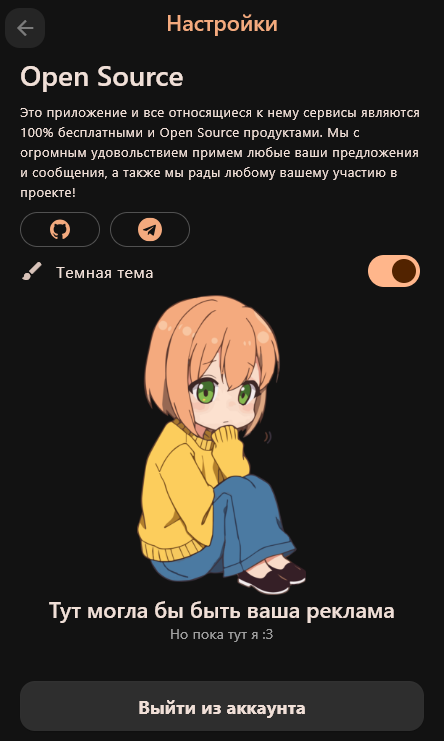 Настройки
Open Source
Это приложение и все относящиеся к нему сервисы являются
100% бесплатными и Open Source продуктами. Мы с
огромным удовольствием примем любые ваши предложения
и сообщения, а также мы рады любому вашему участию в
проекте!
Темная тема
Тут могла бы быть ваша реклама
Но пока тут я :3
Выйти из аккаунта